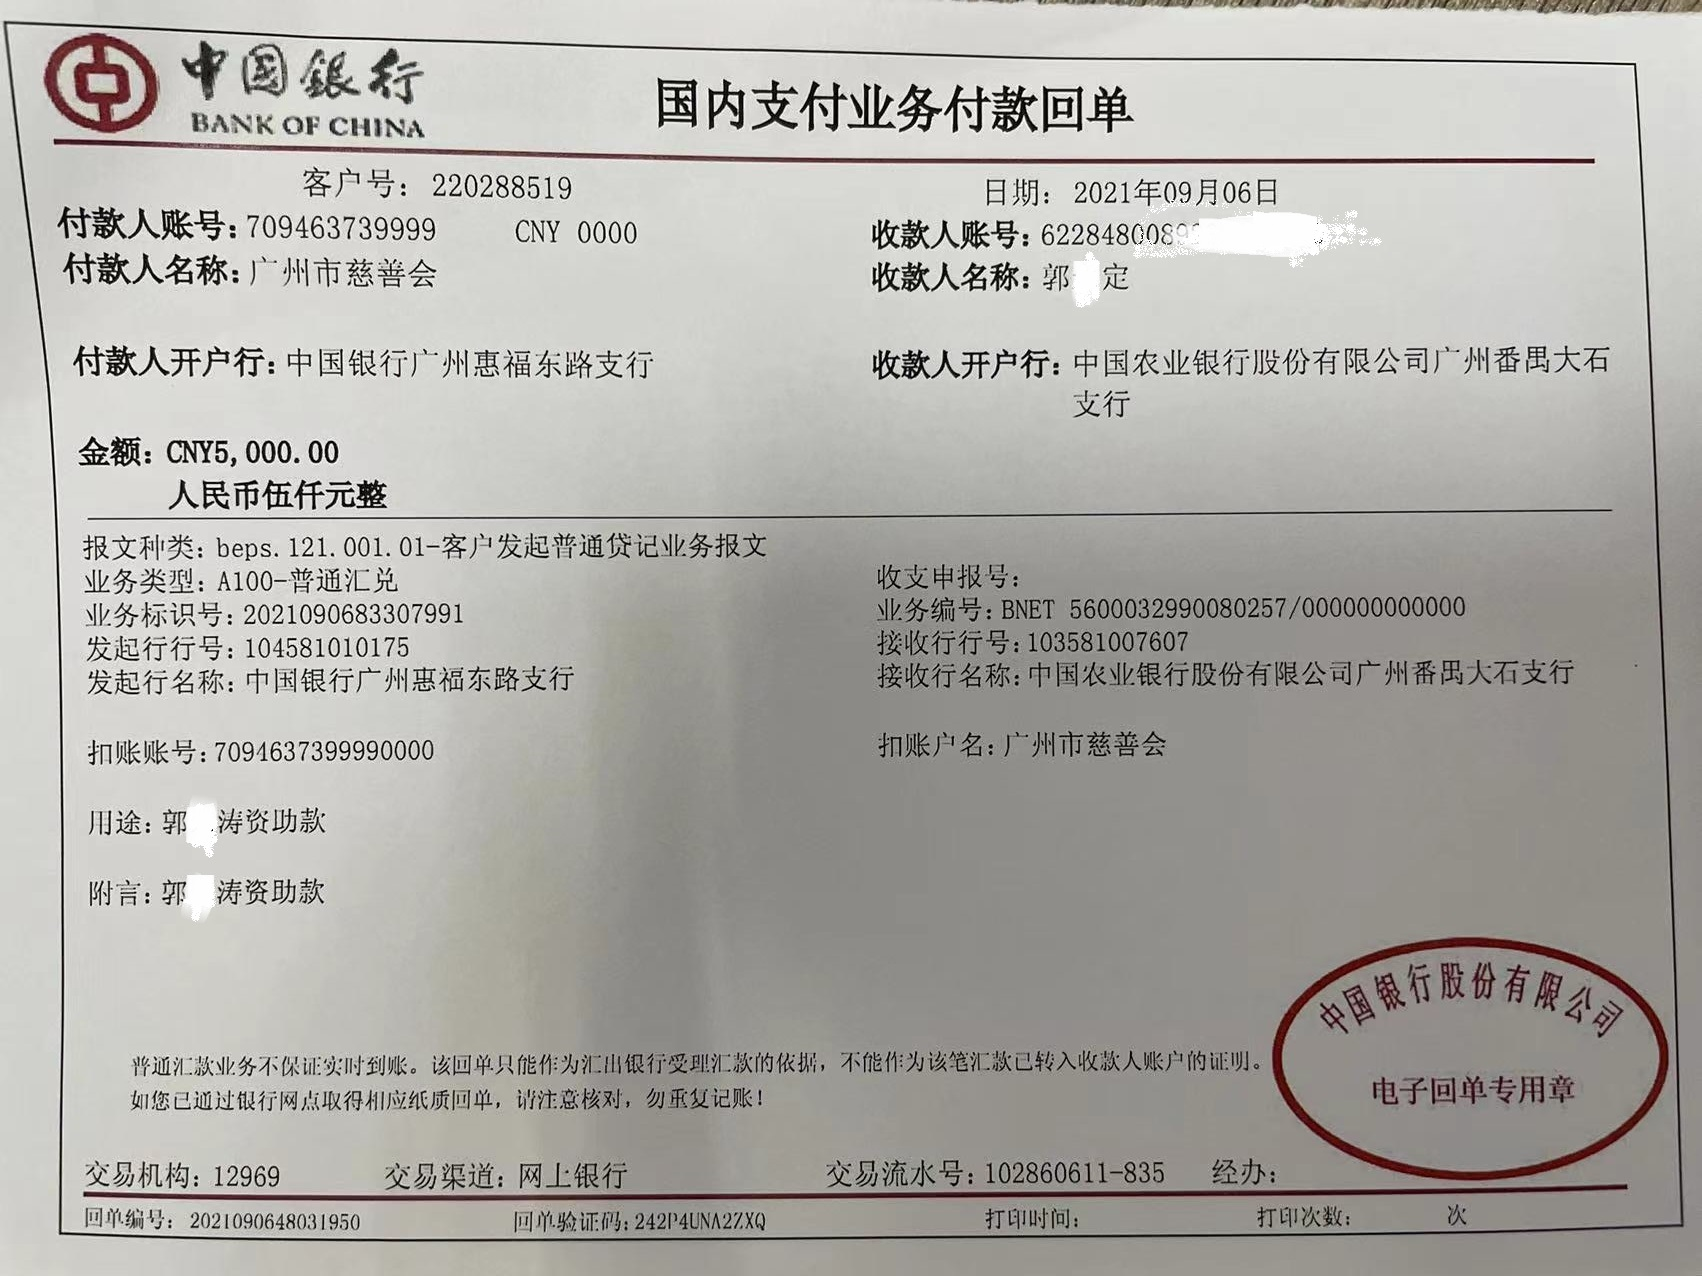 中国银行
BANK OF CHINA
国内支付业务付款回单
客户号：220288519
日期：2021年09月06日
付款人账号：709463739999 CNY 0000
收款人账号：622848008
付款人名称：广州市慈善会
收款人名称：郭 定
付款人开户行：中国银行广州惠福东路支行
收款人开户行：中国农业银行股份有限公司广州番禺大石
支行
金额：CNY5,000.00
人民币伍仟元整
报文种类：beps.121.001.01-客户发起普通贷记业务报文
业务类型：A100-普通汇兑
收支申报号：
业务标识号：2021090683307991
业务编号：BNET 5600032990080257/000000000000
发起行行号：104581010175
接收行行号：103581007607
发起行名称：中国银行广州惠福东路支行
接收行名称：中国农业银行股份有限公司广州番禺大石支行
扣账账号：7094637399990000
扣账户名：广州市慈善会
用途：郭 涛资助款
附言：郭 涛资助款
中国银行股份有限公司
电子回单专用章
普通汇款业务不保证实时到账。该回单只能作为汇出银行受理汇款的依据，不能作为该笔汇款已转入收款人账户的证明。
如您已通过银行网点取得相应纸质回单，请注意核对，勿重复记账！
交易机构：12969 交易渠道：网上银行 交易流水号：102860611-835 经办：
回单编号：2021090648031950 回单验证码：242P4UNA2ZXQ 打印时间： 打印次数： 次